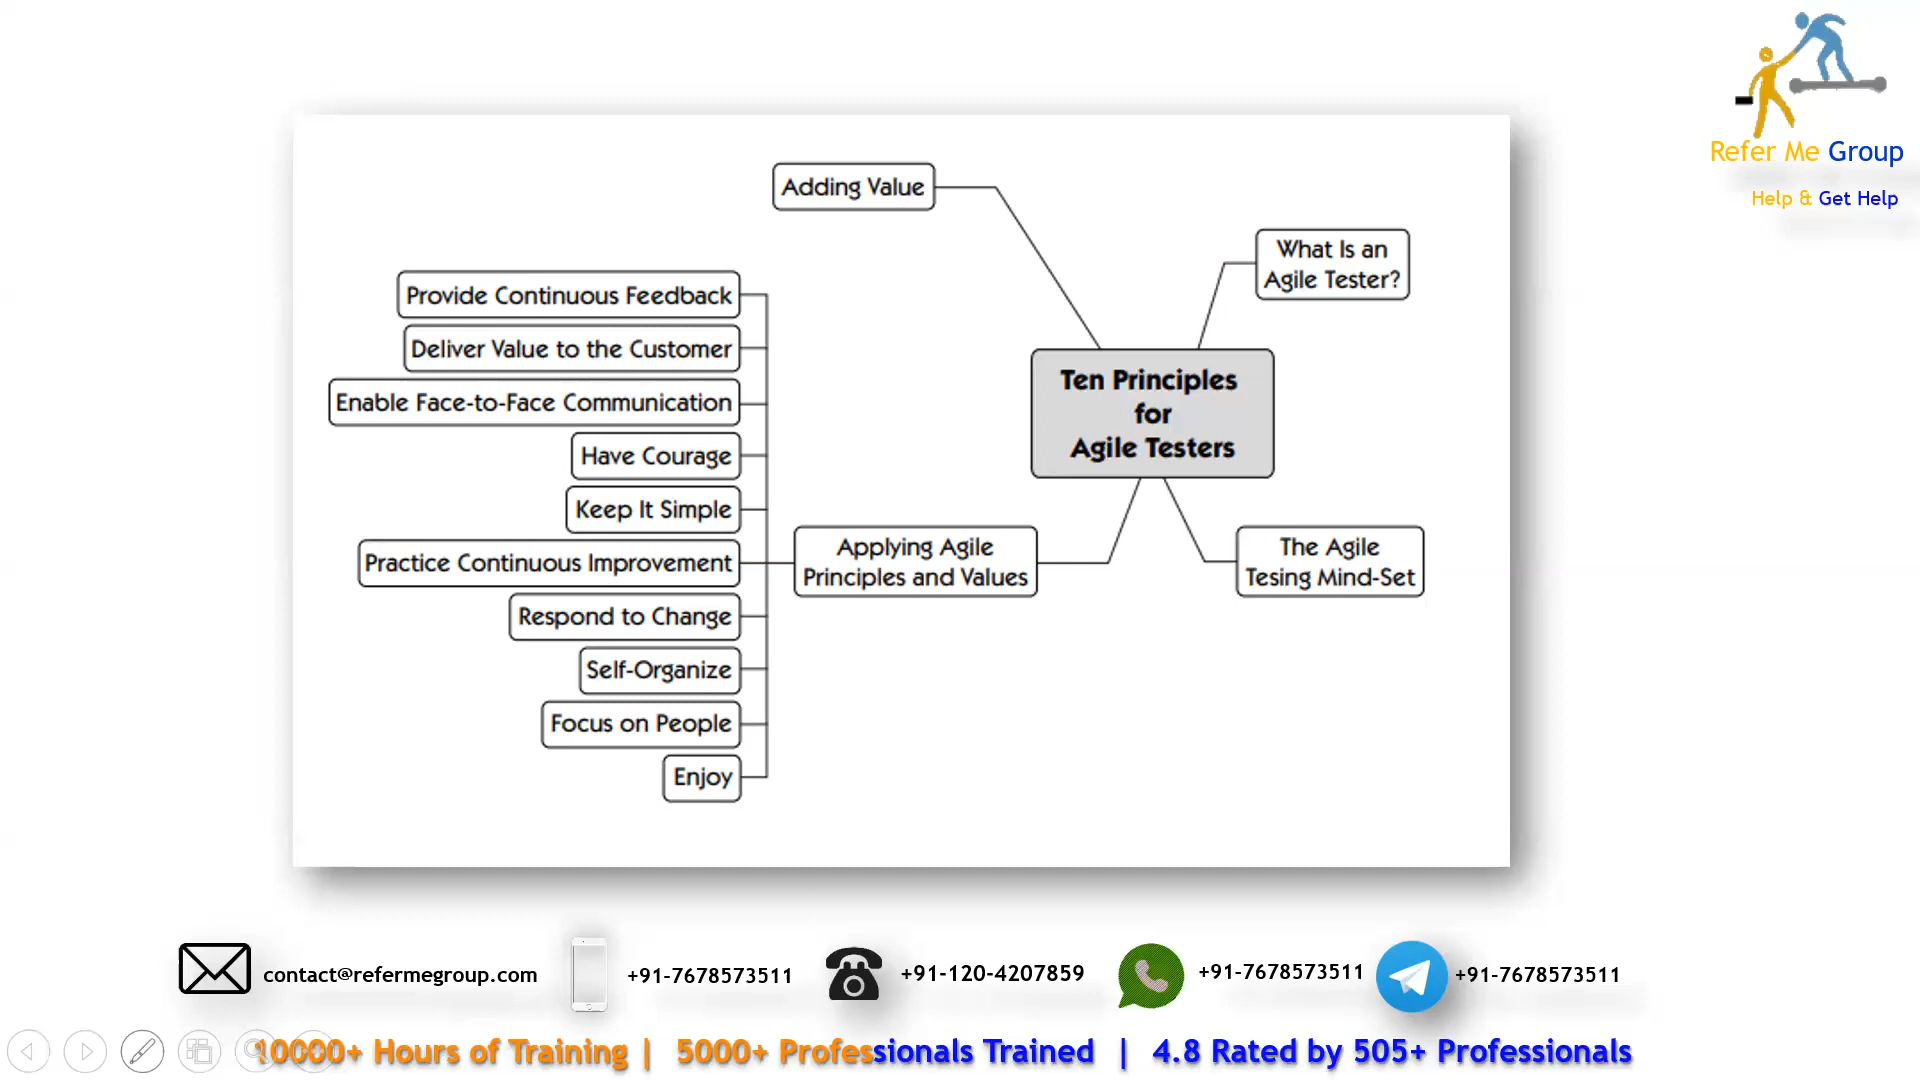 Refer Me Group
Help & Get Help
Adding Value
What Is an
Agile Tester?
Provide Continuous Feedback
Deliver Value to the Customer
Enable Face-to-Face Communication
Have Courage
Keep It Simple
Practice Continuous Improvement
Respond to Change
Self-Organize
Focus on People
Enjoy
Ten Principles
for
Agile Testers
Applying Agile
Principles and Values
The Agile
Tesing Mind-Set
contact@refermegroup.com
+91-7678573511
+91-120-4207859
+91-7678573511
+91-7678573511
10000+ Hours of Training | 5000+ Professionals Trained | 4.8 Rated by 505+ Professionals